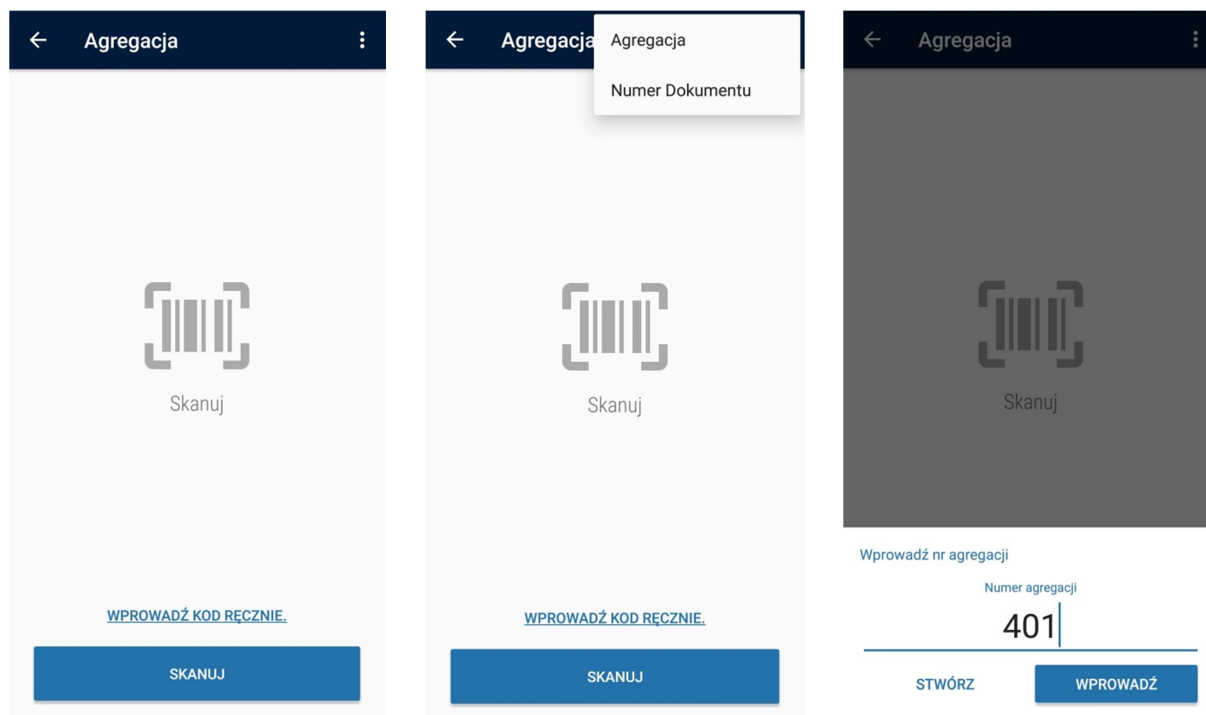 Agregacja
Skanuj
WPROWADŹ KOD RĘCZNIE.
SKANUJ
Agregacja
Agregacja
Numer Dokumentu
Skanuj
WPROWADŹ KOD RĘCZNIE.
SKANUJ
Agregacja
Skanuj
Wprowadź nr agregacji
Numer agregacji
401
STWÓRZ
WPROWADŹ